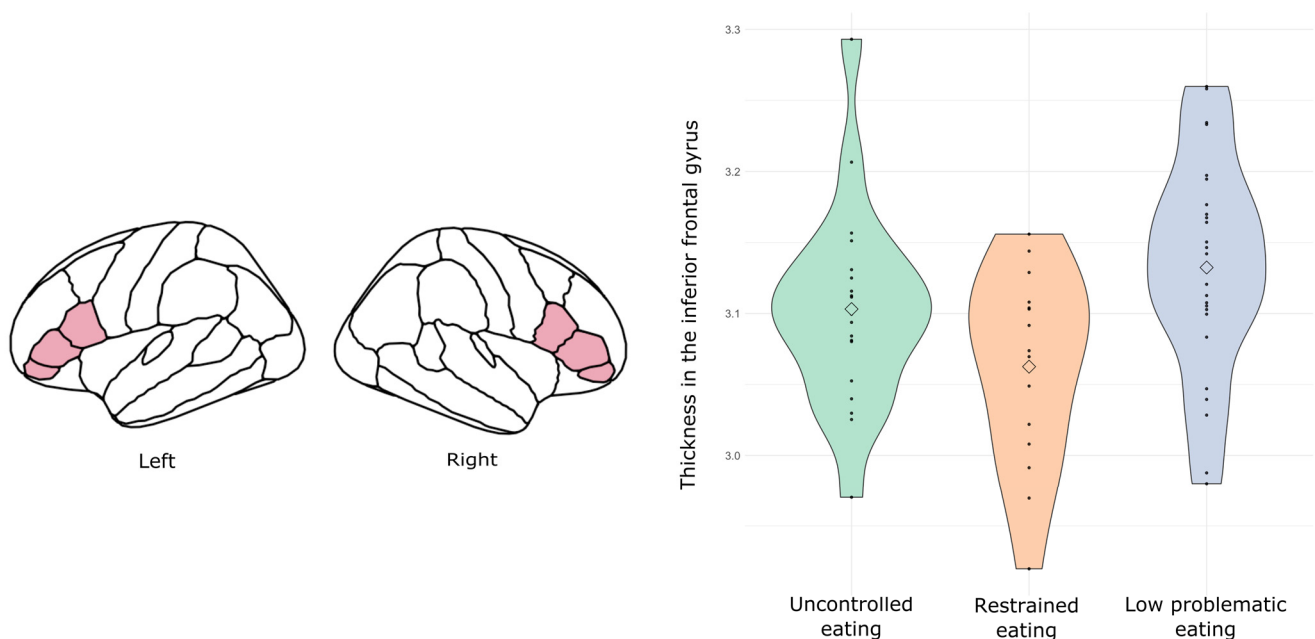 Left
Right
Thickness in the inferior frontal gyrus
3.3
3.2
3.1
3.0
Uncontrolled
eating
Restrained
eating
Low problematic
eating